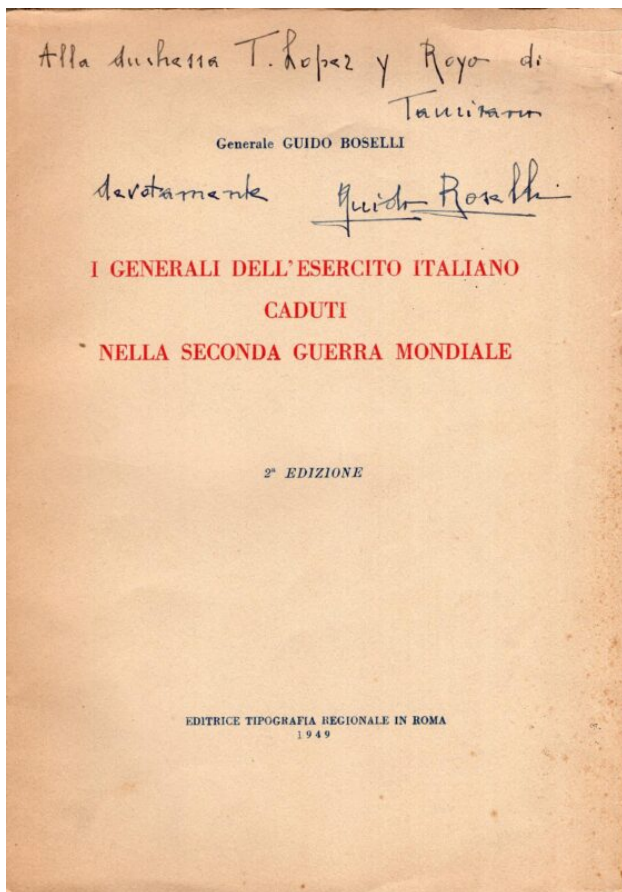 Alla duchessa T. Lopez y Royo di
Taurisano
Generale GUIDO BOSELLI
devotamente Guido Boselli
I GENERALI DELL'ESERCITO ITALIANO
CADUTI
NELLA SECONDA GUERRA MONDIALE
2ª EDIZIONE
EDITRICE TIPOGRAFIA REGIONALE IN ROMA
1949